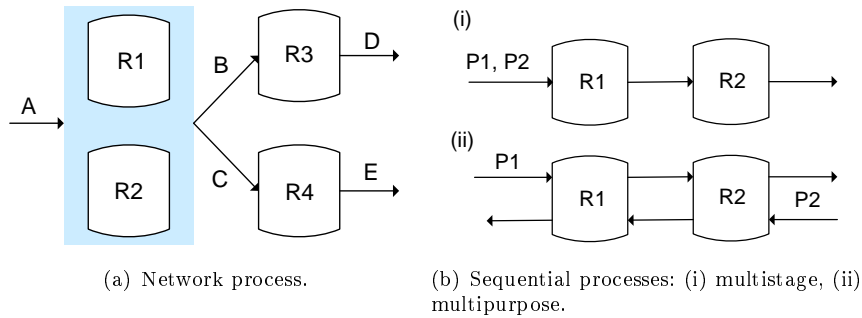 A
R1
R2
B
C
R3
R4
D
E
(a) Network process.
(i)
P1, P2
R1
R2
(ii)
P1
R1
R2
P2
(b) Sequential processes: (i) multistage, (ii)
multipurpose.